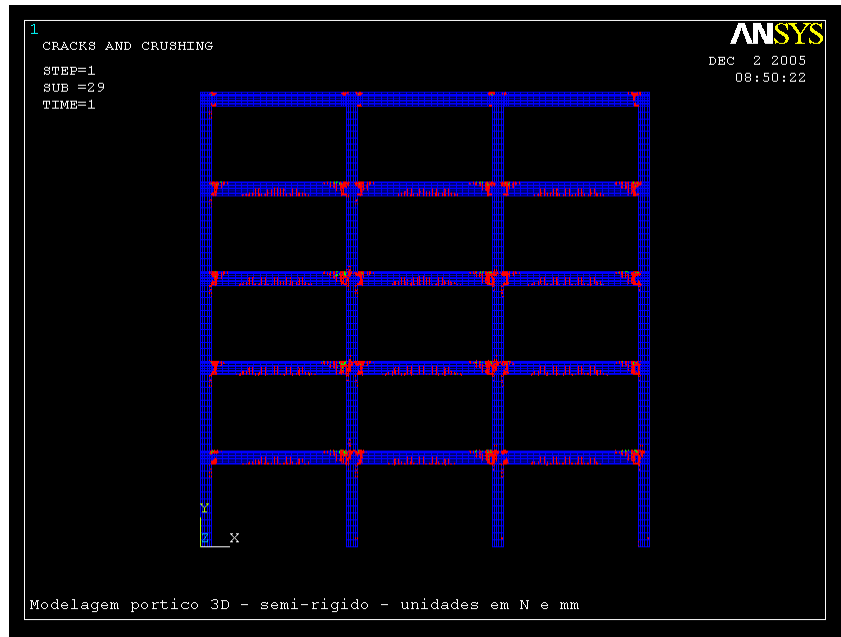 1
ANSYS
CRACKS AND CRUSHING
STEP=1
SUB =29
TIME=1
DEC  2 2005
08:50:22
Y
Z X
Modelagem portico 3D - semi-rigido - unidades em N e mm